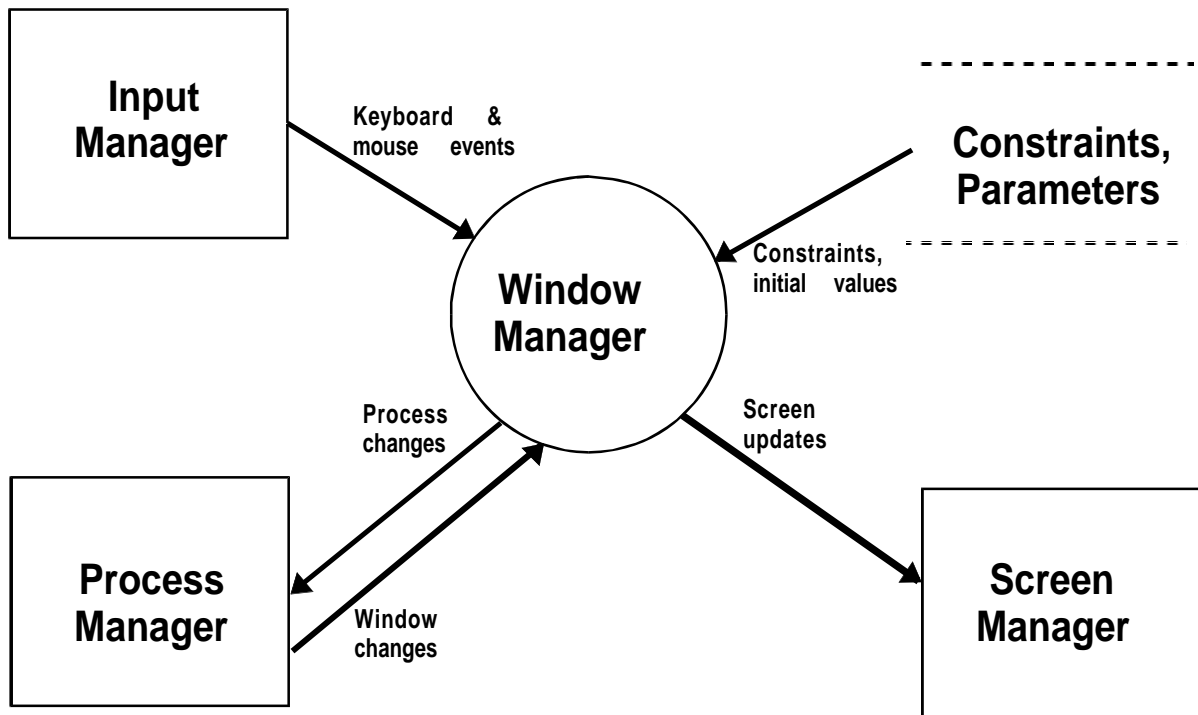 Input
Manager
Keyboard &
mouse events
Constraints,
Parameters
Constraints,
initial values
Window
Manager
Process
changes
Screen
updates
Process
Manager
Window
changes
Screen
Manager